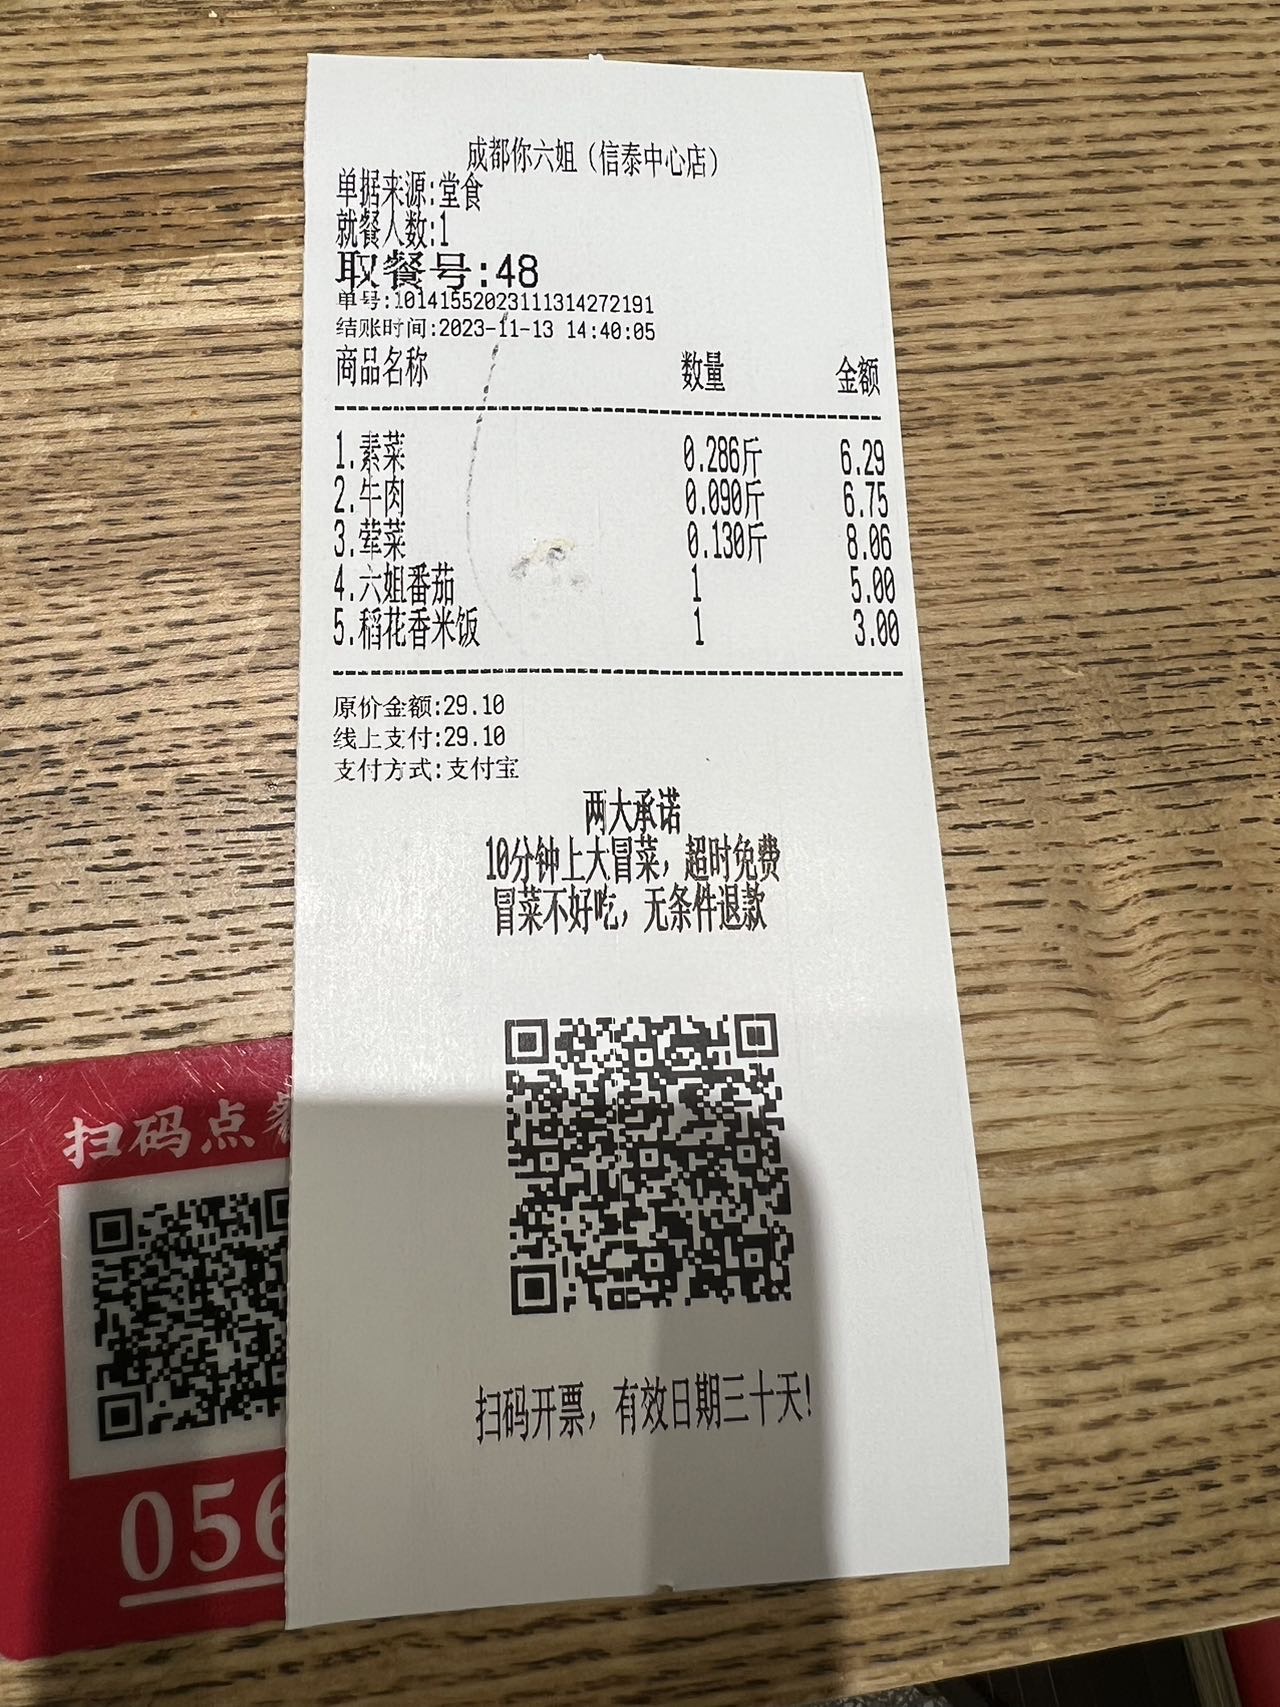 成都你六姐（信泰中心店）
单据来源:堂食
就餐人数:1
取餐号:48
单号:10141552023111314272191
结账时间:2023-11-13 14:40:05
商品名称 数量 金额
1.素菜 0.286斤 6.29
2.牛肉 0.090斤 6.75
3.荤菜 0.130斤 8.06
4.六姐番茄 1 5.00
5.稻花香米饭 1 3.00
原价金额:29.10
线上支付:29.10
支付方式:支付宝
两大承诺
10分钟上大冒菜，超时免费
冒菜不好吃，无条件退款
扫码开票，有效日期三十天!
扫码点餐
056